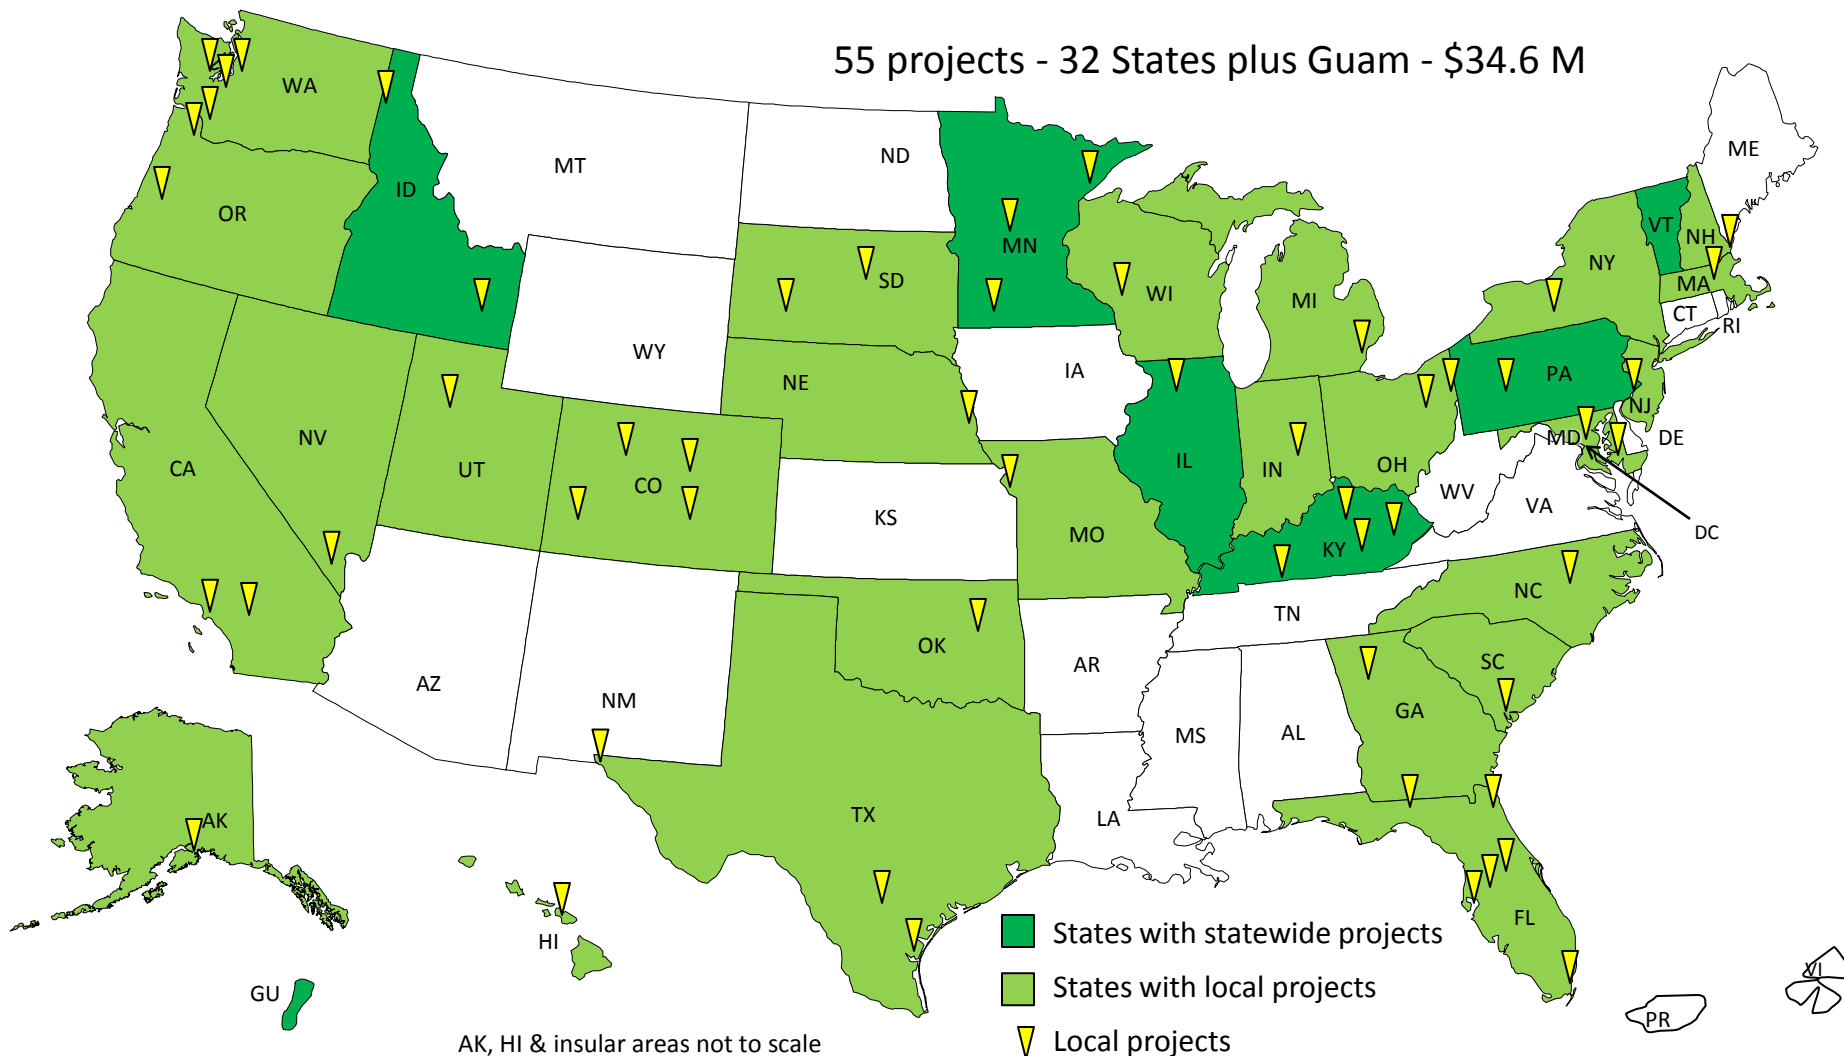 55 projects - 32 States plus Guam - $34.6 M
WA
MT
ND
ME
ID
MN
OR
VT
NH
NY
SD
WI
MI
MA
CT
RI
WY
IA
NE
PA
NJ
NV
MD
DE
CA
UT
CO
IL
IN
OH
WV
KS
VA
MO
KY
DC
NC
TN
OK
AR
SC
AZ
NM
GA
MS
AL
TX
LA
AK
FL
HI
GU
VI
PR
States with statewide projects
States with local projects
Local projects
AK, HI & insular areas not to scale